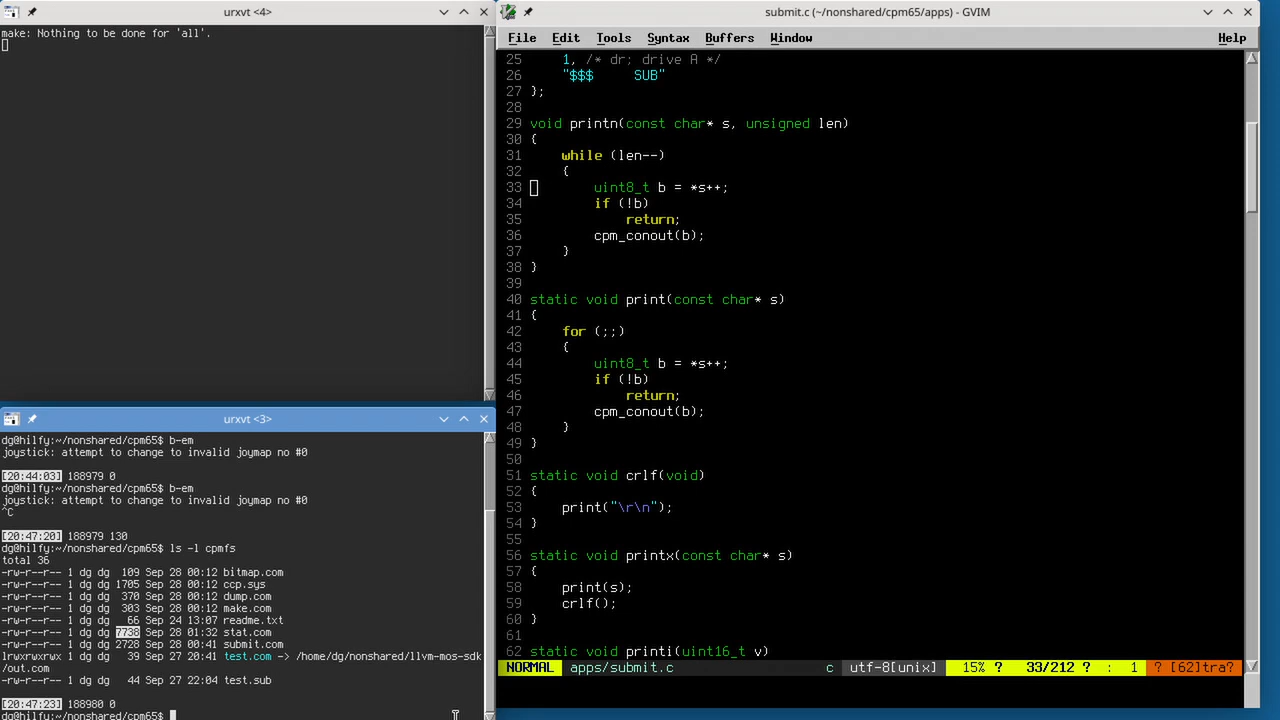 urxvt <4>
make: Nothing to be done for 'all'.
urxvt <3>
dg@hilfy:~/nonshared/cpm65$ b-em
joystick: attempt to change to invalid joymap no #0
[20:44:03] 188979 0
dg@hilfy:~/nonshared/cpm65$ b-em
joystick: attempt to change to invalid joymap no #0
^C
[20:47:20] 188979 130
dg@hilfy:~/nonshared/cpm65$ ls -l cpmfs
total 36
-rw-r--r-- 1 dg dg  109 Sep 28 00:12 bitmap.com
-rw-r--r-- 1 dg dg 1705 Sep 28 00:12 ccp.sys
-rw-r--r-- 1 dg dg  370 Sep 28 00:12 dump.com
-rw-r--r-- 1 dg dg  303 Sep 28 00:12 make.com
-rw-r--r-- 1 dg dg   66 Sep 24 13:07 readme.txt
-rw-r--r-- 1 dg dg 7738 Sep 28 01:32 stat.com
-rw-r--r-- 1 dg dg 2728 Sep 28 00:41 submit.com
lrwxrwxrwx 1 dg dg   39 Sep 27 20:41 test.com -> /home/dg/nonshared/llvm-mos-sdk
/out.com
-rw-r--r-- 1 dg dg   44 Sep 27 22:04 test.sub
[20:47:23] 188980 0
dg@hilfy:~/nonshared/cpm65$
submit.c (~/nonshared/cpm65/apps) - GVIM
File Edit Tools Syntax Buffers Window Help
25     1, /* dr; drive A */
26     "$$$     SUB"
27 };
28
29 void printn(const char* s, unsigned len)
30 {
31     while (len--)
32     {
33         uint8_t b = *s++;
34         if (!b)
35             return;
36         cpm_conout(b);
37     }
38 }
39
40 static void print(const char* s)
41 {
42     for (;;)
43     {
44         uint8_t b = *s++;
45         if (!b)
46             return;
47         cpm_conout(b);
48     }
49 }
50
51 static void crlf(void)
52 {
53     print("\r\n");
54 }
55
56 static void printx(const char* s)
57 {
58     print(s);
59     crlf();
60 }
61
62 static void printi(uint16_t v)
NORMAL apps/submit.c c utf-8[unix] 15% ? 33/212 ? : 1 ? [62]tra?